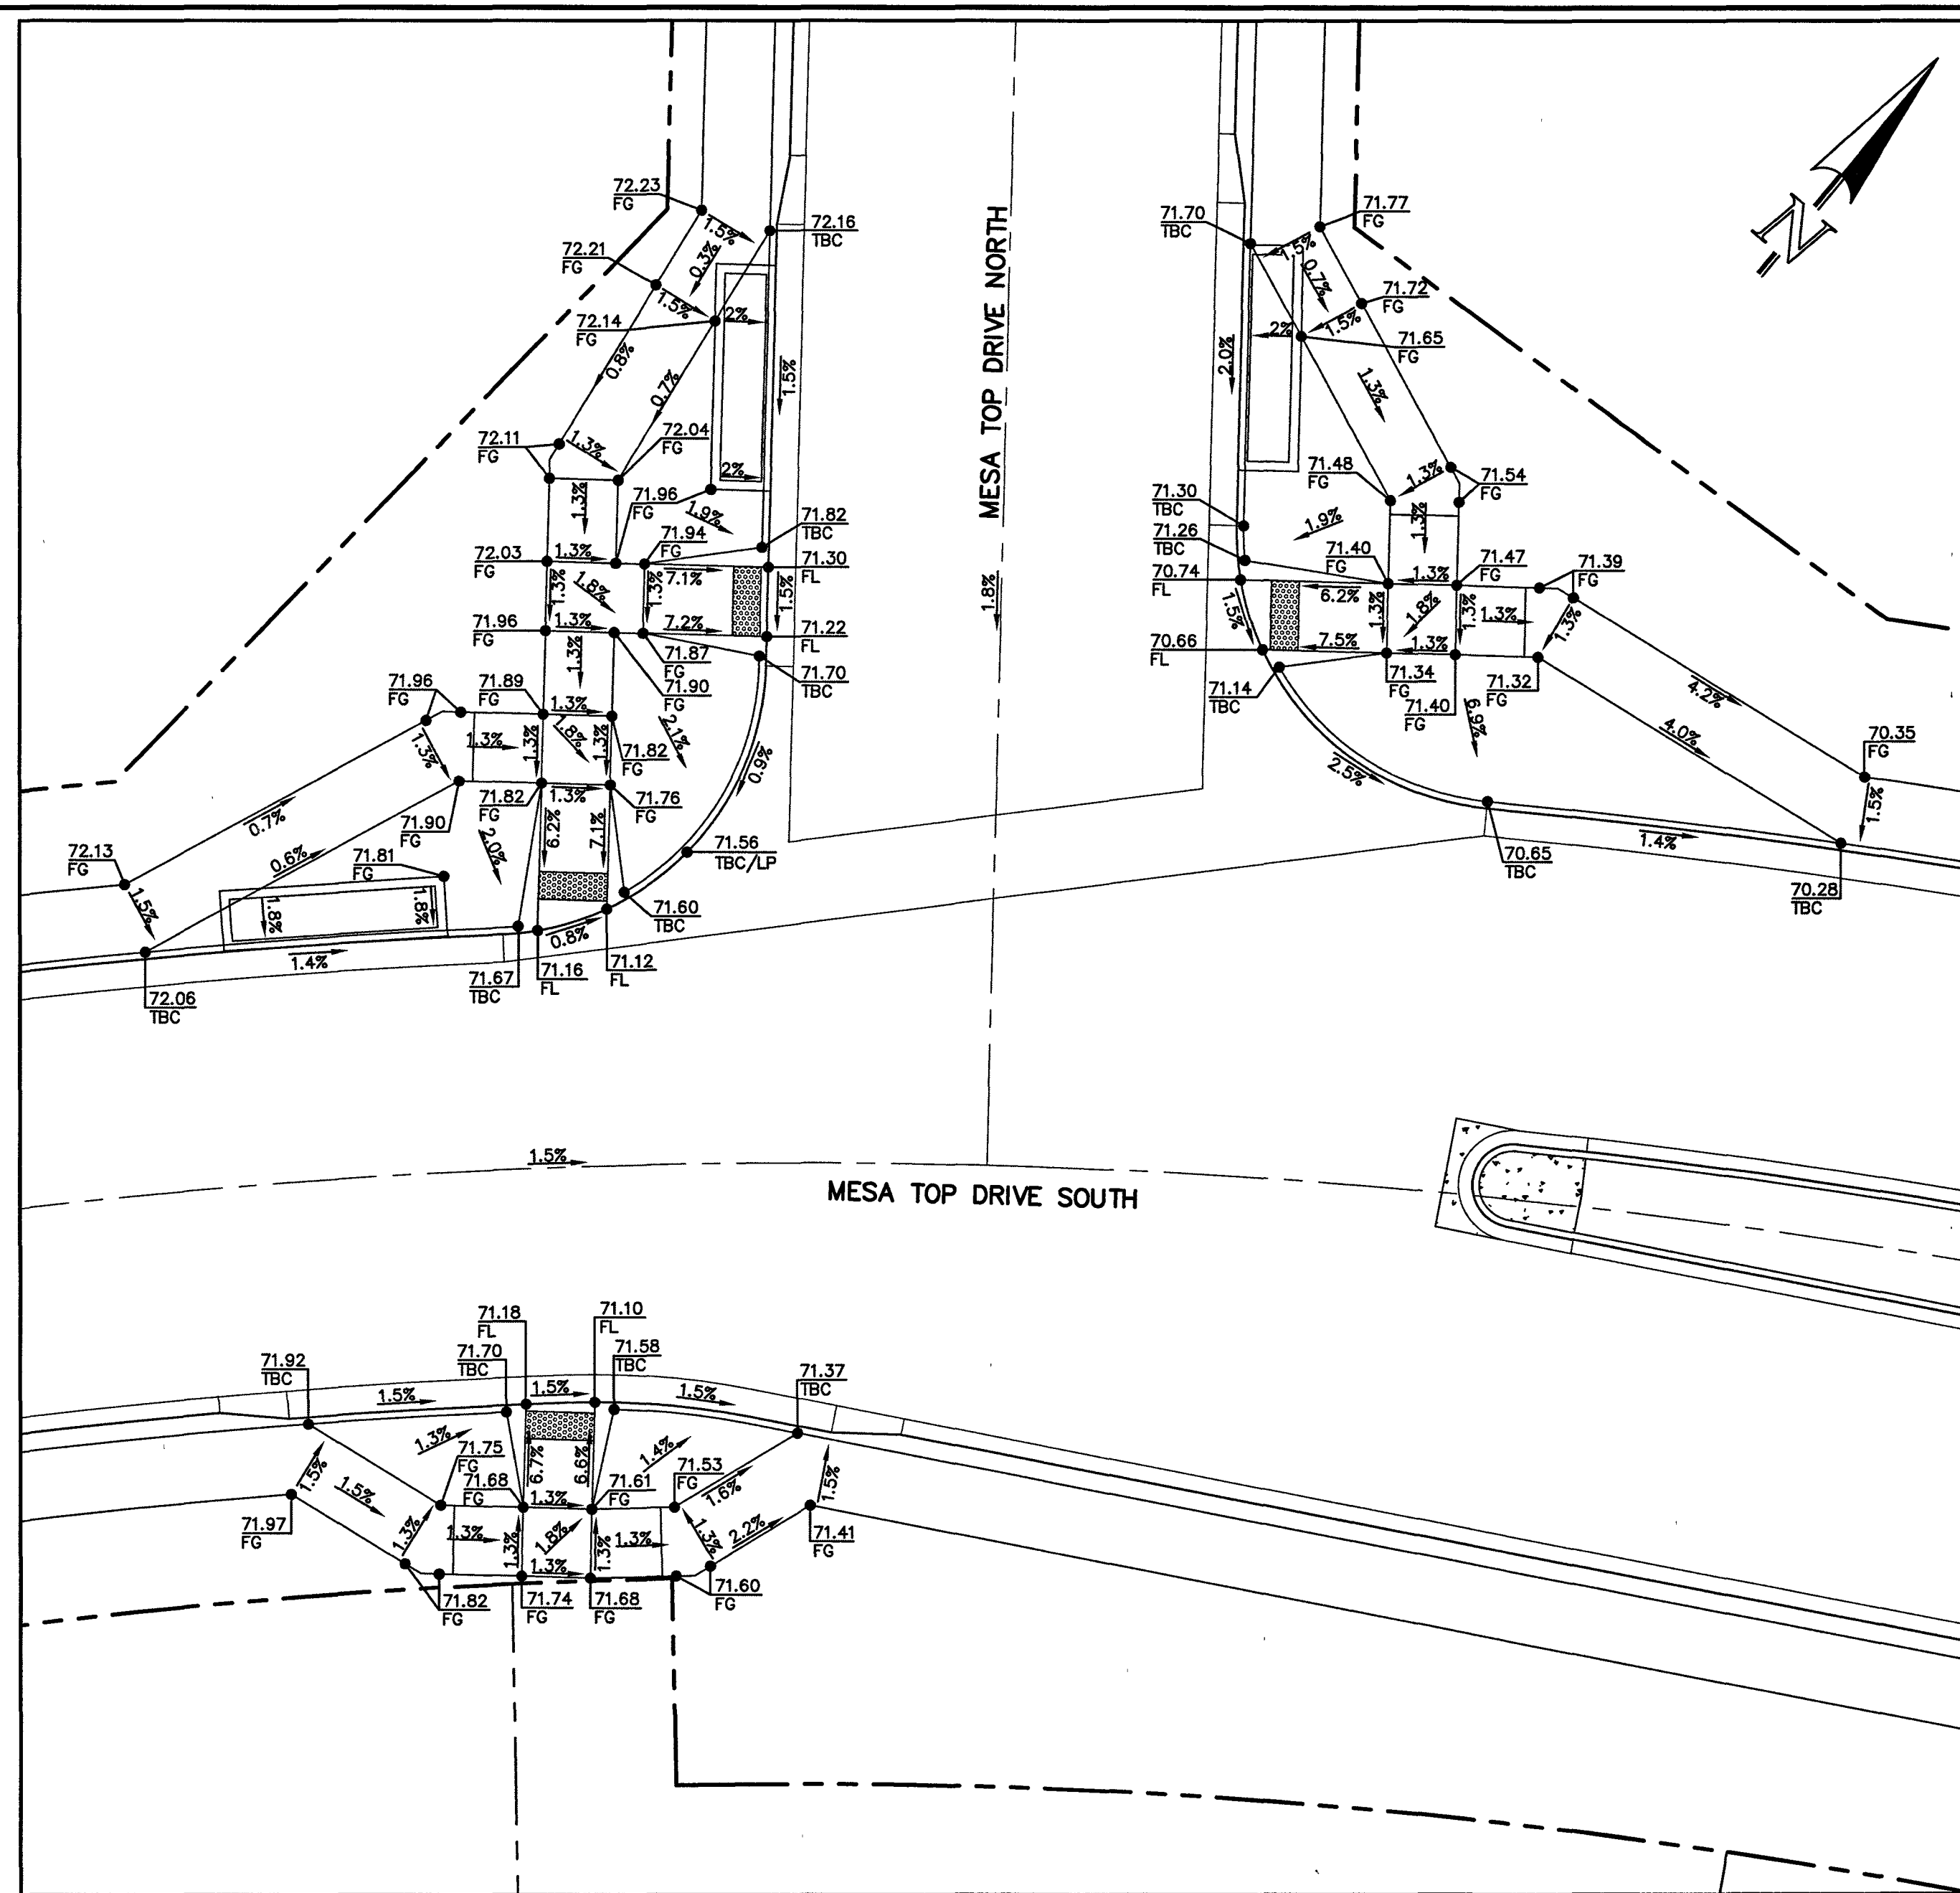 72.23
FG
1.5%
0.3%
72.16
TBC
72.21
FG
1.5%
72.14
FG
2%
0.8%
0.7%
1.5%
72.11
FG
1.3%
72.04
FG
2%
1.3%
71.96
FG
1.9%
71.82
TBC
71.94
FG
72.03
FG
1.3%
71.30
FL
7.1%
1.3%
1.8%
1.3%
1.5%
71.96
FG
1.3%
7.2%
71.22
FL
1.3%
71.87
FG
71.90
FG
71.70
TBC
71.96
FG
71.89
FG
1.3%
1.3%
1.3%
1.3%
1.8%
1.3%
2.1%
71.82
FG
0.9%
71.82
FG
1.3%
71.76
FG
71.90
FG
0.7%
0.6%
6.2%
7.1%
2.0%
72.13
FG
71.81
FG
71.56
TBC/LP
1.5%
1.8%
1.8%
71.60
TBC
0.8%
1.4%
71.67
TBC
71.16
FL
71.12
FL
72.06
TBC
MESA TOP DRIVE NORTH
1.8%
71.70
TBC
71.77
FG
1.5%
0.7%
71.72
FG
1.5%
2.0%
2%
71.65
FG
1.3%
71.48
FG
1.3%
71.54
FG
71.30
TBC
1.9%
1.3%
71.26
TBC
71.40
FG
71.47
FG
71.39
FG
1.3%
70.74
FL
6.2%
1.3%
1.8%
1.3%
1.3%
1.3%
1.5%
7.5%
1.3%
70.66
FL
71.14
TBC
71.34
FG
71.40
FG
71.32
FG
6.9%
4.2%
4.0%
2.5%
70.35
FG
1.5%
1.4%
70.65
TBC
70.28
TBC
N
1.5%
MESA TOP DRIVE SOUTH
71.18
FL
71.10
FL
71.92
TBC
71.70
TBC
71.58
TBC
71.37
TBC
1.5%
1.5%
1.5%
1.3%
71.75
FG
6.7%
6.6%
1.4%
1.5%
1.5%
71.68
FG
1.3%
71.61
FG
71.53
FG
1.6%
1.5%
71.97
FG
1.3%
1.3%
1.3%
1.8%
1.3%
1.3%
1.3%
1.3%
2.2%
71.41
FG
71.82
FG
71.74
FG
71.68
FG
71.60
FG